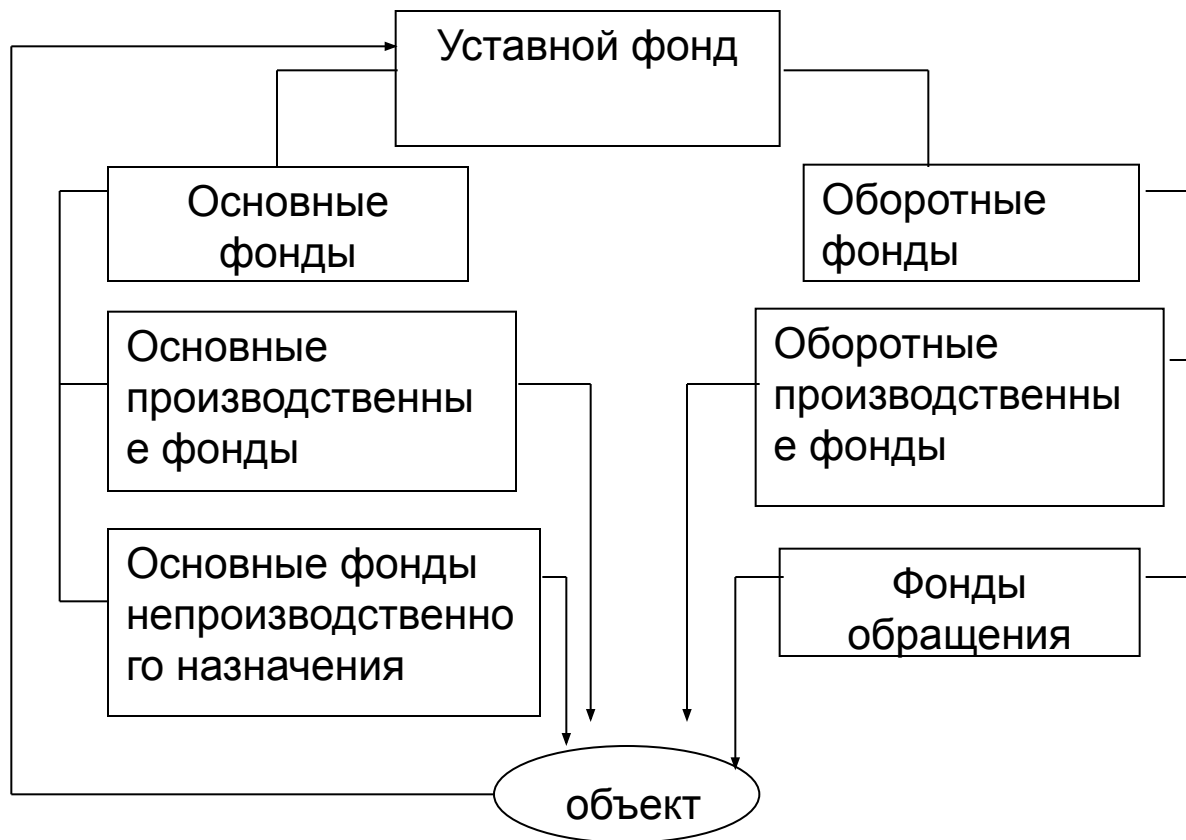 Уставной фонд
Основные
фонды
Оборотные
фонды
Основные
производственны
е фонды
Оборотные
производственны
е фонды
Основные фонды
непроизводственно
го назначения
Фонды
обращения
объект